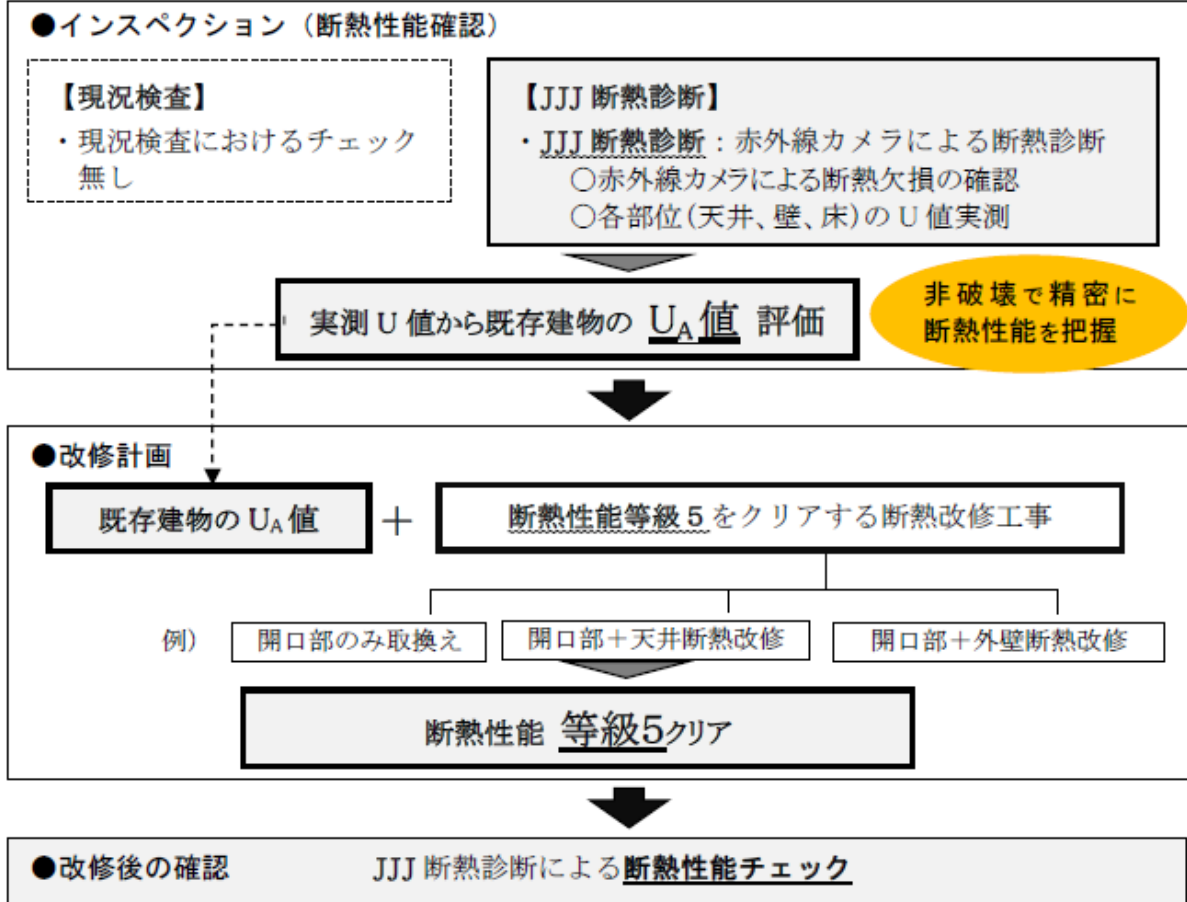 ●インスペクション（断熱性能確認）
【現況検査】
・現況検査におけるチェック
無し
【JJJ 断熱診断】
・JJJ 断熱診断：赤外線カメラによる断熱診断
○赤外線カメラによる断熱欠損の確認
○各部位(天井、壁、床)の U 値実測
実測 U 値から既存建物の UA値 評価
非破壊で精密に
断熱性能を把握
●改修計画
既存建物の UA 値
＋
断熱性能等級５をクリアする断熱改修工事
例）
開口部のみ取換え
開口部＋天井断熱改修
開口部＋外壁断熱改修
断熱性能 等級5クリア
●改修後の確認 JJJ 断熱診断による断熱性能チェック